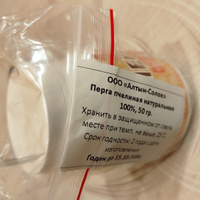 ООО «Алтын-Солок»
Перга пчелиная натуральная
100%, 50 гр.
Хранить в защищенном от света
месте при темп. не выше 25°С
Срок годности: 2 года с даты
изготовления
Годен до